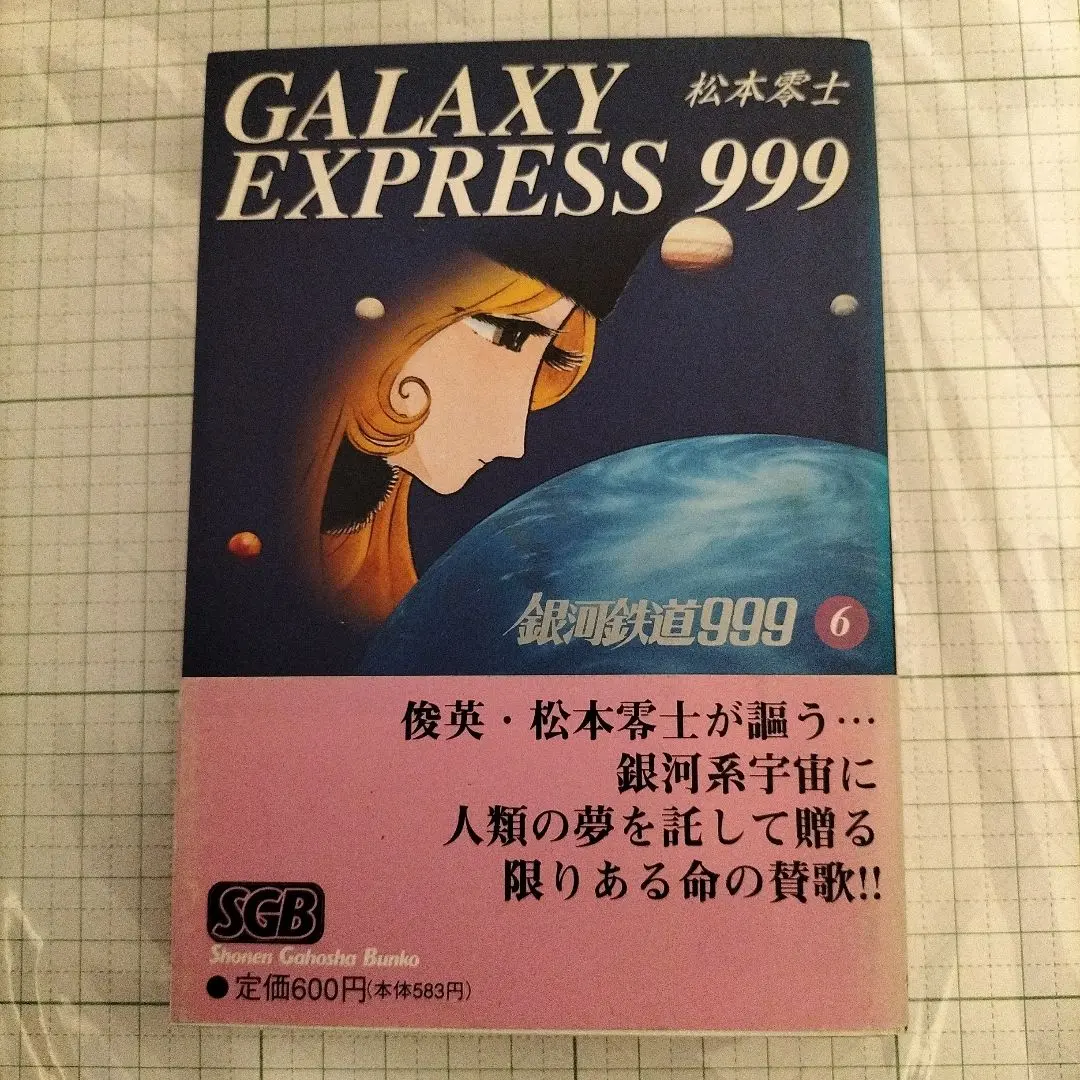 GALAXY
EXPRESS 999
松本零士
銀河鉄道999 6
俊英・松本零士が謳う…
銀河系宇宙に
人類の夢を託して贈る
限りある命の賛歌!!
SGB
Shonen Gahosha Bunko
●定価600円(本体583円)